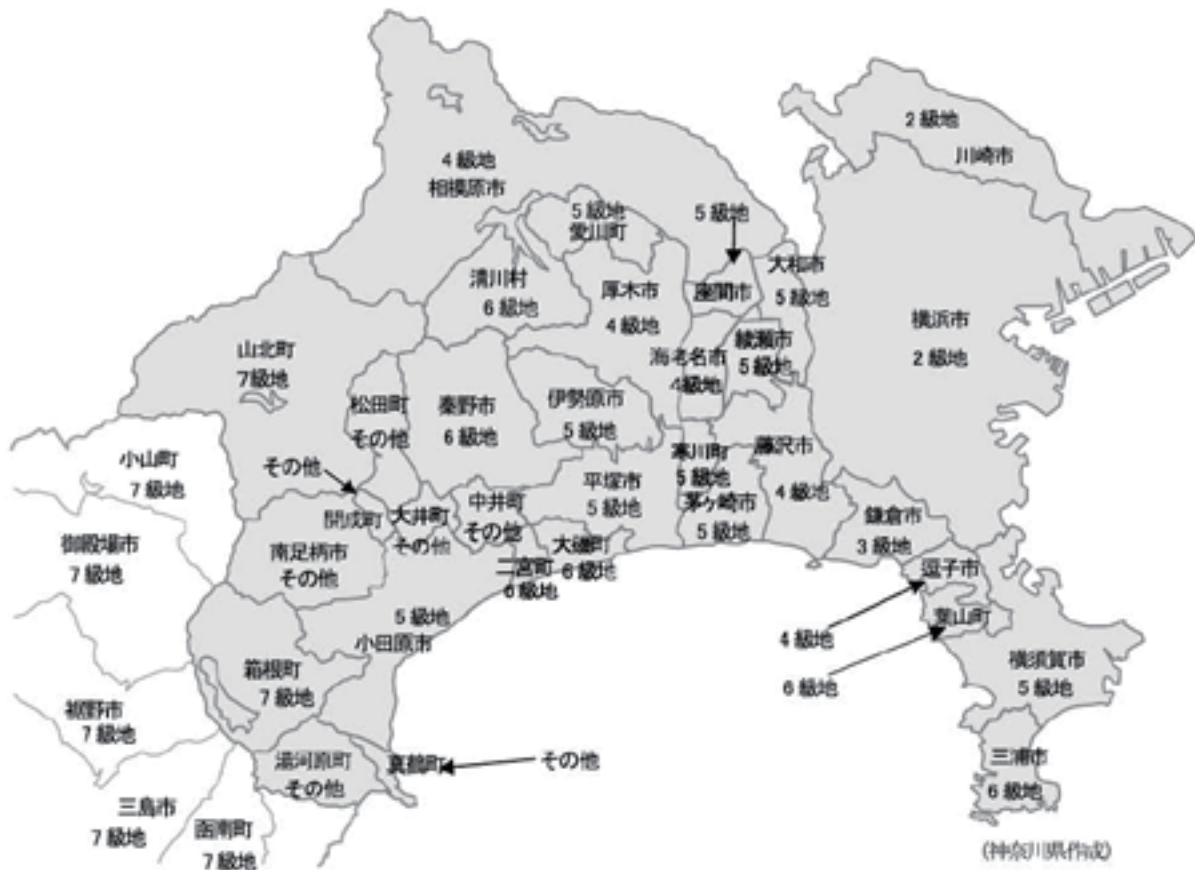 2級地
川崎市
4級地
相模原市
5級地
愛川町
5級地
座間市
大和市
5級地
清川村
6級地
厚木市
4級地
横浜市
2級地
綾瀬市
5級地
海老名市
4級地
山北町
7級地
松田町
その他
秦野市
6級地
伊勢原市
5級地
小山町
7級地
その他
開成町
大井町
その他
中井町
その他
平塚市
5級地
寒川町
5級地
茅ヶ崎市
5級地
藤沢市
4級地
鎌倉市
3級地
御殿場市
7級地
南足柄市
その他
二宮町
6級地
大磯町
6級地
逗子市
4級地
葉山町
6級地
5級地
小田原市
箱根町
7級地
横須賀市
5級地
裾野市
7級地
湯河原町
その他
真鶴町
その他
三浦市
6級地
三島市
7級地
函南町
7級地
(神奈川県作成)